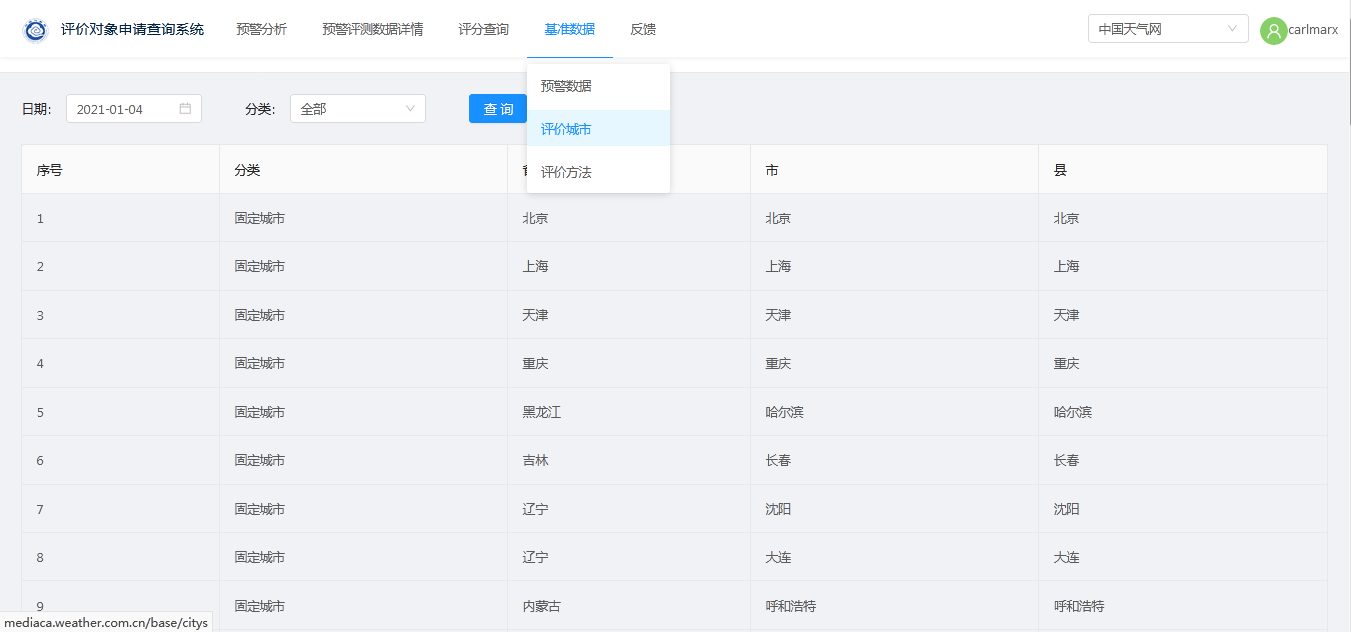 评价对象申请查询系统 预警分析 预警评测数据详情 评分查询 基准数据 反馈 中国天气网 carlmarx
预警数据
评价城市
评价方法
日期: 2021-01-04 分类: 全部 查询
序号 分类 市 县
1 固定城市 北京 北京 北京
2 固定城市 上海 上海 上海
3 固定城市 天津 天津 天津
4 固定城市 重庆 重庆 重庆
5 固定城市 黑龙江 哈尔滨 哈尔滨
6 固定城市 吉林 长春 长春
7 固定城市 辽宁 沈阳 沈阳
8 固定城市 辽宁 大连 大连
9 固定城市 内蒙古 呼和浩特 呼和浩特
mediaca.weather.com.cn/base/citys